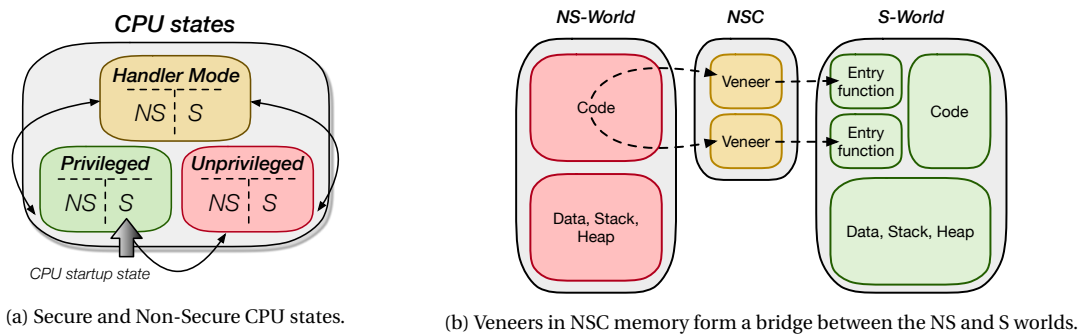 CPU states
Handler Mode
NS S
Privileged
NS S
Unprivileged
NS S
CPU startup state
(a) Secure and Non-Secure CPU states.
NS-World
NSC
S-World
Code
Data, Stack,
Heap
Veneer
Veneer
Entry
function
Entry
function
Code
Data, Stack, Heap
(b) Veneers in NSC memory form a bridge between the NS and S worlds.